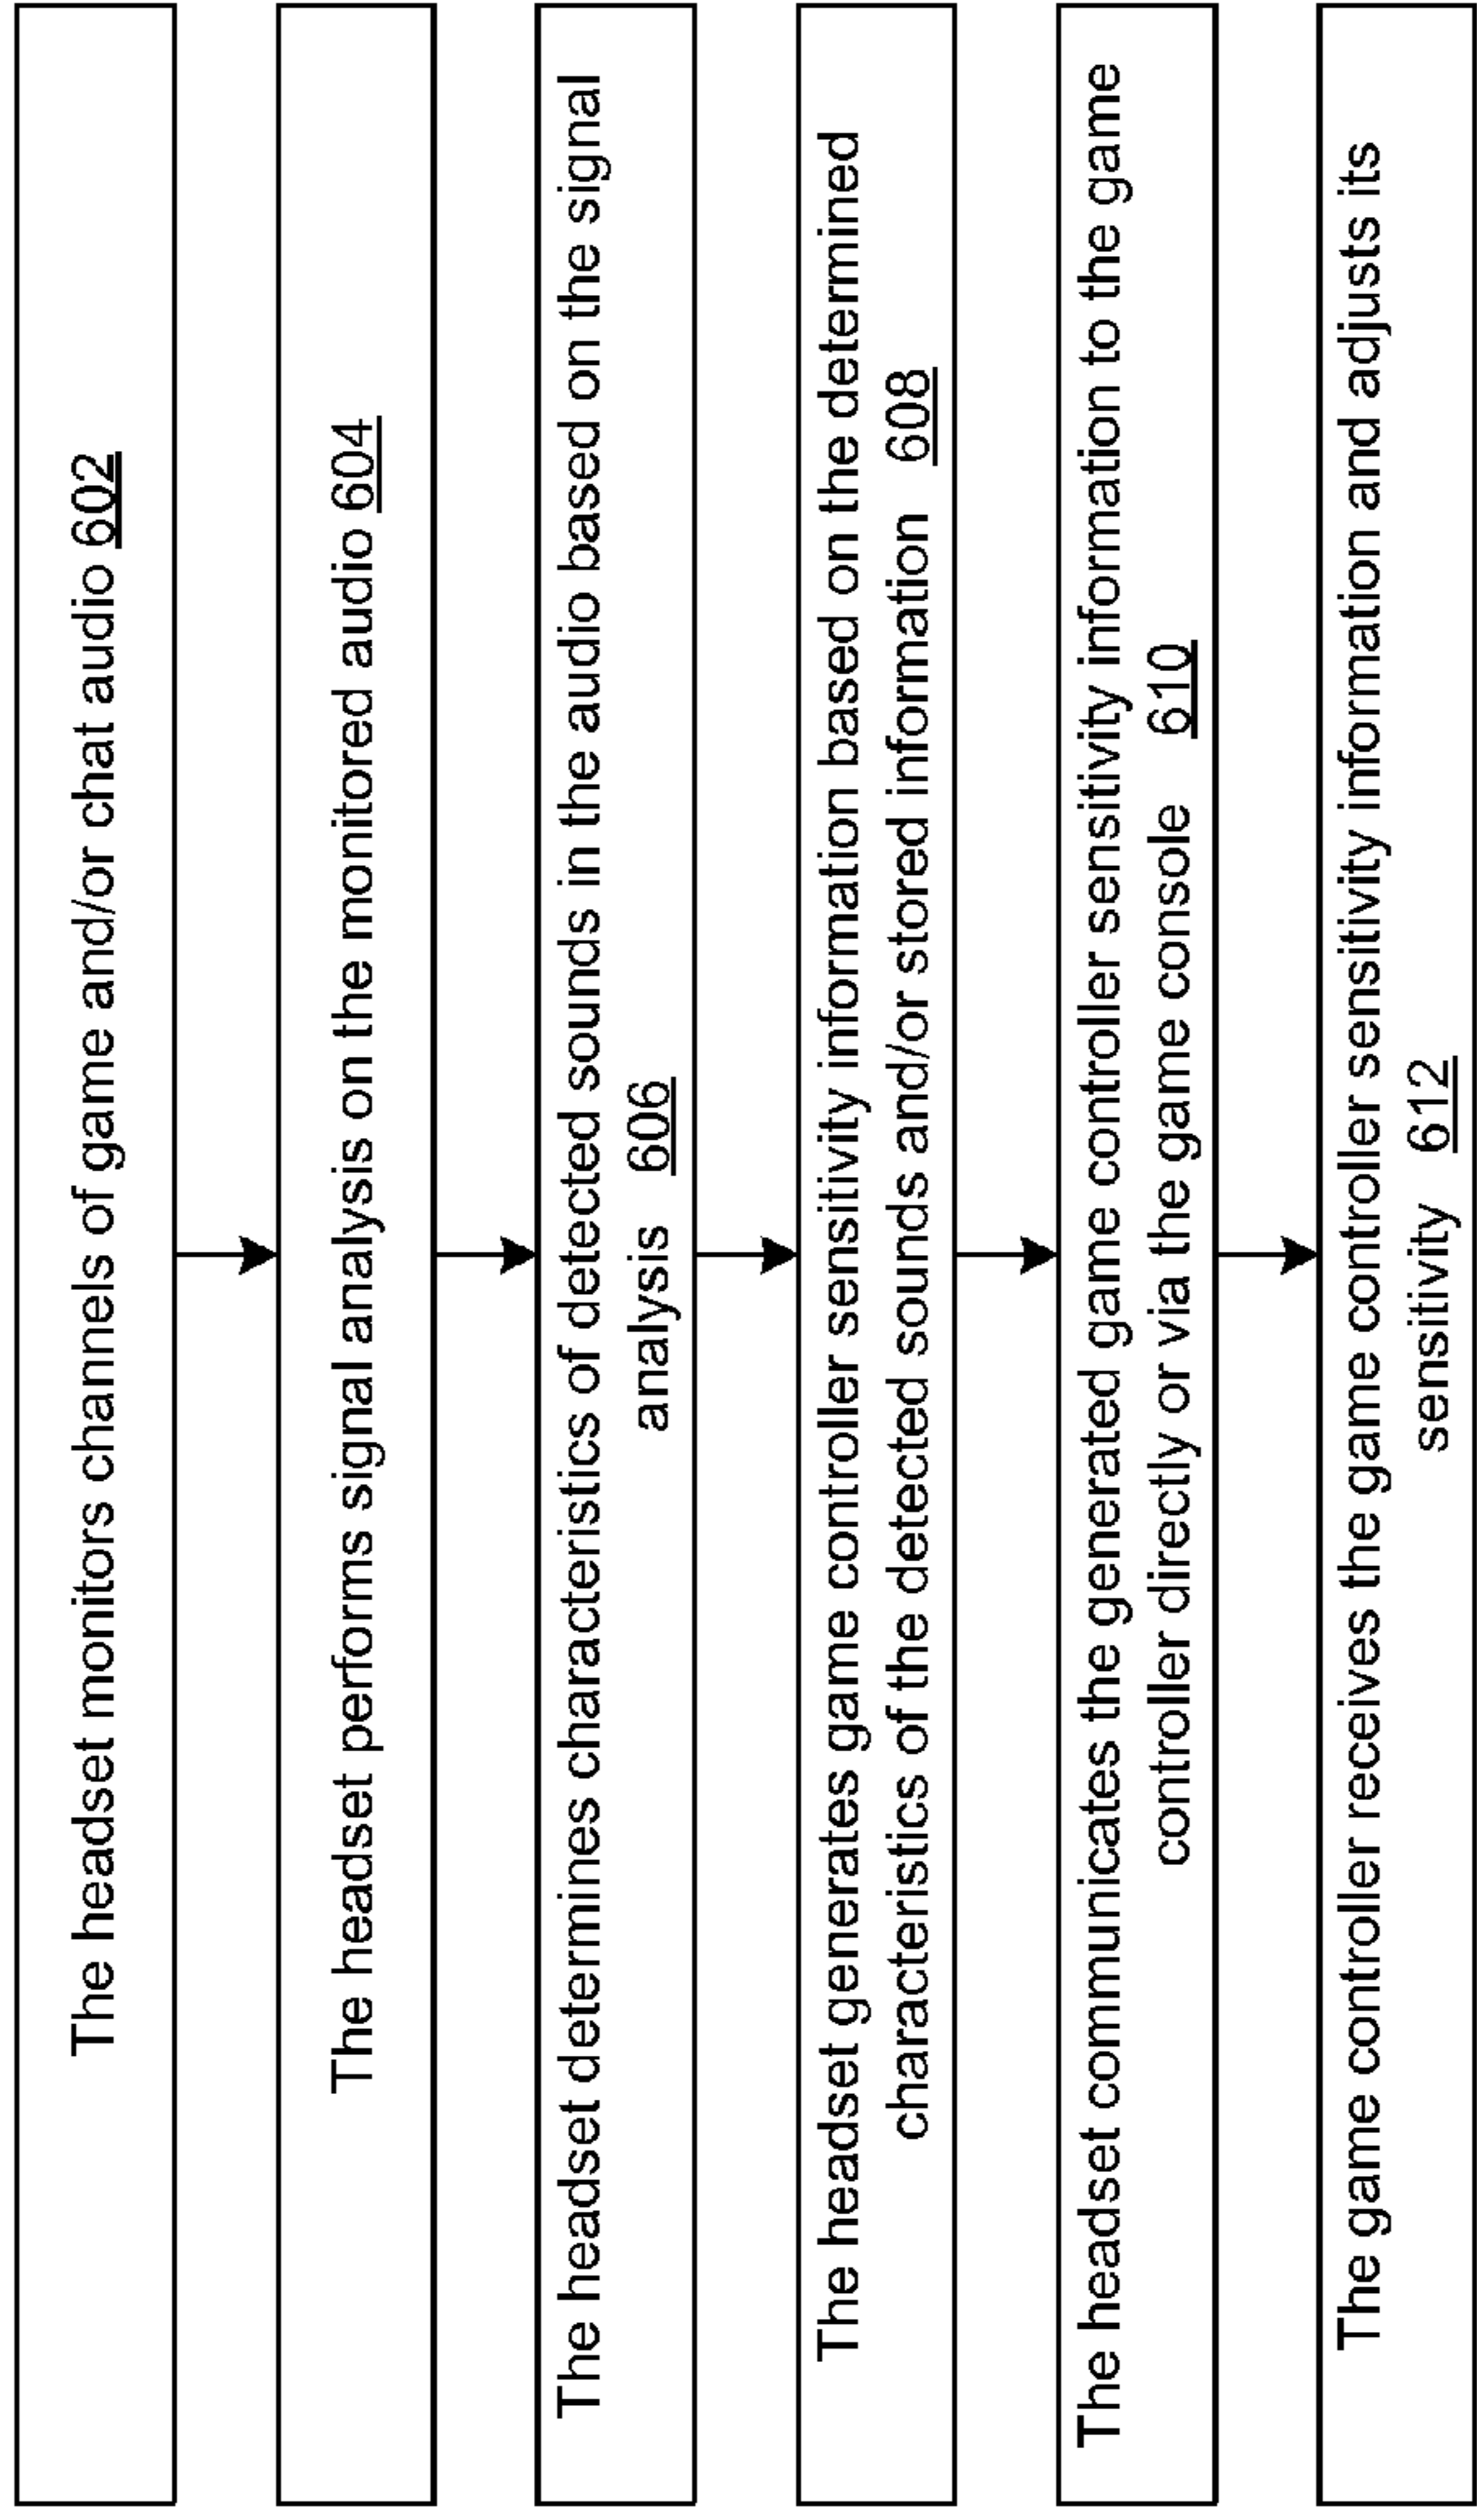 The headset monitors channels of game and/or chat audio 602
The headset performs signal analysis on the monitored audio 604
The headset determines characteristics of detected sounds in the audio based on the signal
analysis 606
The headset generates game controller sensitivity information based on the determined
characteristics of the detected sounds and/or stored information 608
The headset communicates the generated game controller sensitivity information to the game
controller directly or via the game console 610
The game controller receives the game controller sensitivity information and adjusts its
sensitivity 612